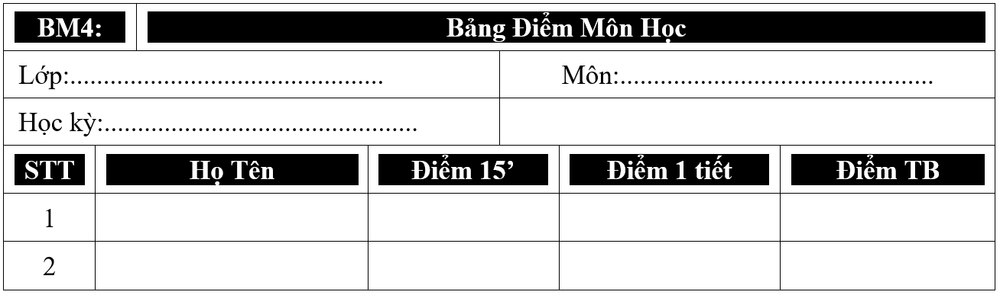 BM4: Bảng Điểm Môn Học
Lớp:............................................... Môn:...............................................
Học kỳ:...............................................
STT Họ Tên Điểm 15’ Điểm 1 tiết Điểm TB
1
2